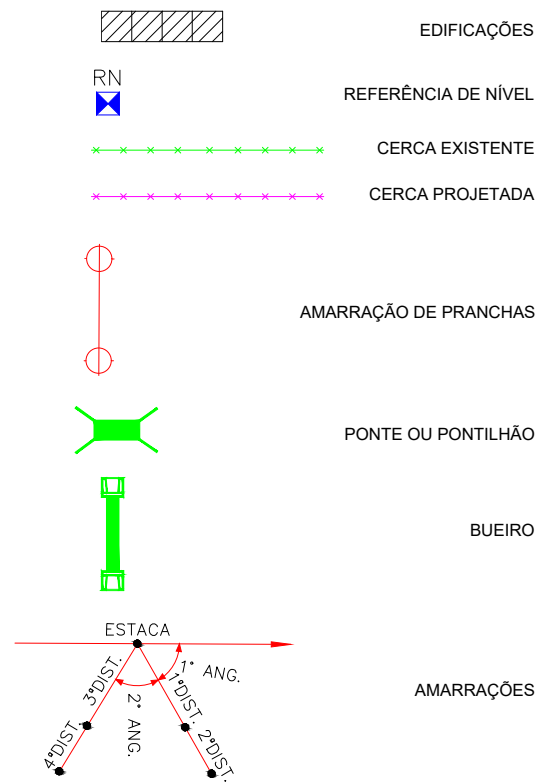 EDIFICAÇÕES
RN
REFERÊNCIA DE NÍVEL
CERCA EXISTENTE
CERCA PROJETADA
AMARRAÇÃO DE PRANCHAS
PONTE OU PONTILHÃO
BUEIRO
ESTACA
1° ANG.
3°DIST.
1°DIST.
2° ANG.
4°DIST.
2°DIST.
AMARRAÇÕES